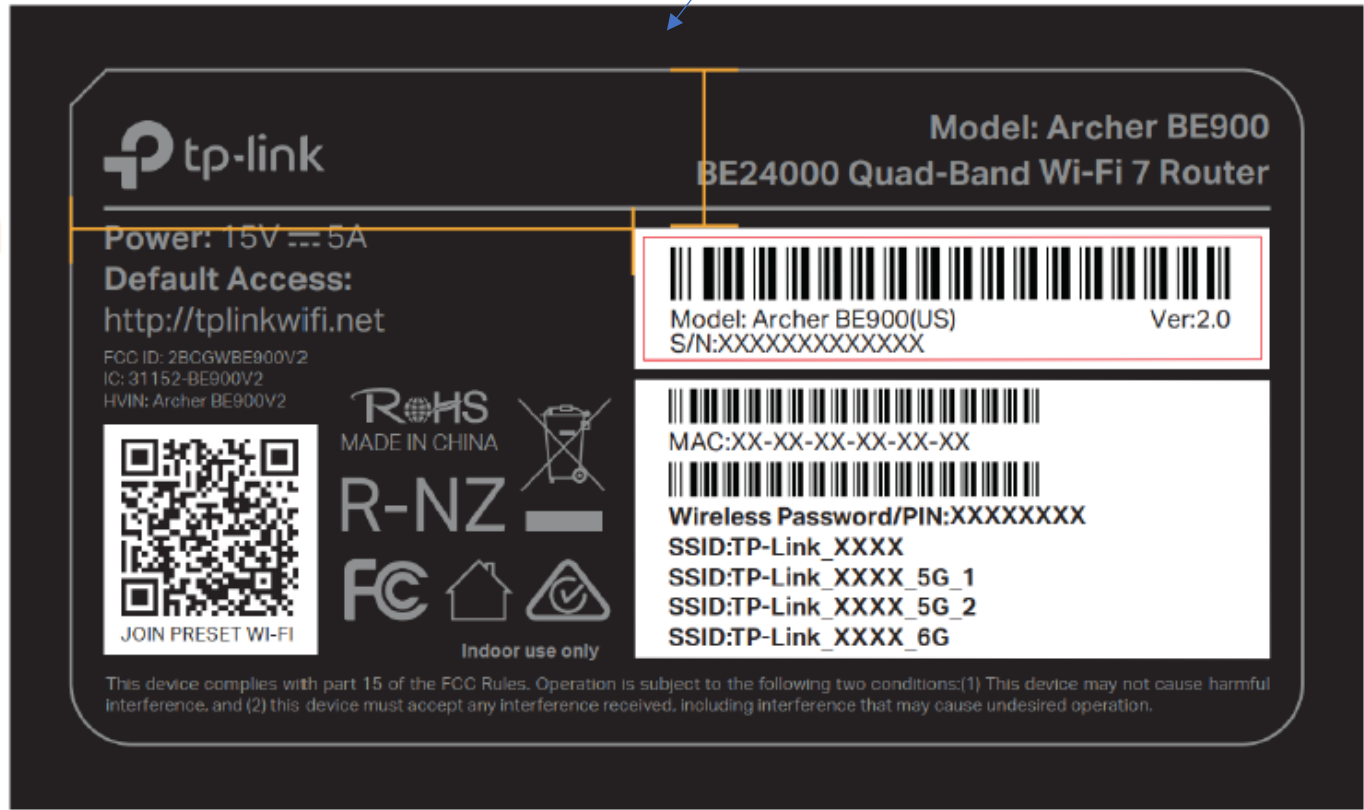 tp-link
Model: Archer BE900
BE24000 Quad-Band Wi-Fi 7 Router
Power: 15V ⎓ 5A
Default Access:
http://tplinkwifi.net
FCC ID: 2BCGWBE900V2
IC: 31152-BE900V2
HVIN: Archer BE900V2
JOIN PRESET WI-FI
RoHS
MADE IN CHINA
R-NZ
FC
Indoor use only
Model: Archer BE900(US) Ver:2.0
S/N:XXXXXXXXXXXXX
MAC:XX-XX-XX-XX-XX-XX
Wireless Password/PIN:XXXXXXXX
SSID:TP-Link_XXXX
SSID:TP-Link_XXXX_5G_1
SSID:TP-Link_XXXX_5G_2
SSID:TP-Link_XXXX_6G
This device complies with part 15 of the FCC Rules. Operation is subject to the following two conditions:(1) This device may not cause harmful
interference, and (2) this device must accept any interference received, including interference that may cause undesired operation.